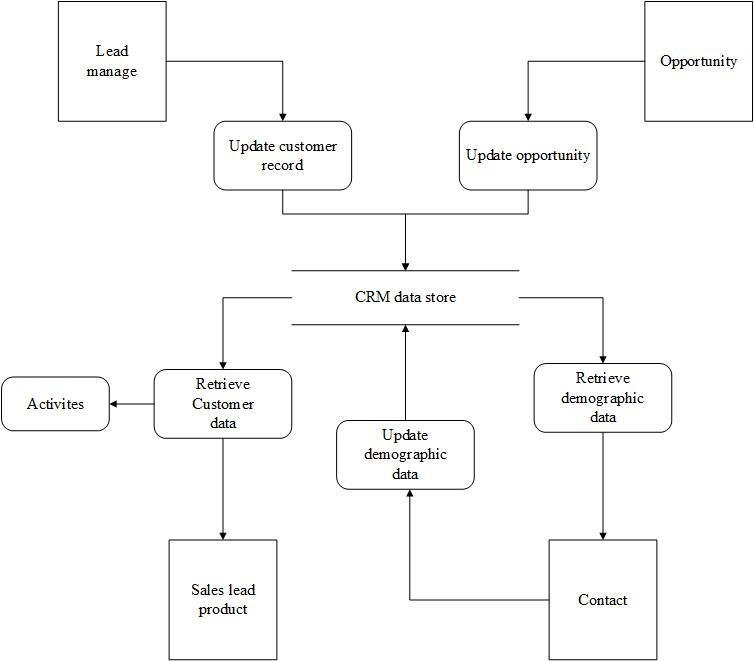 Lead
manage
Opportunity
Update customer
record
Update opportunity
CRM data store
Activites
Retrieve
Customer
data
Retrieve
demographic
data
Update
demographic
data
Sales lead
product
Contact